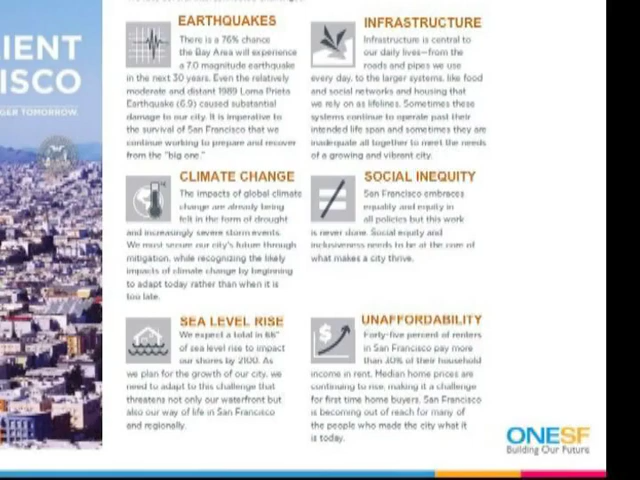 IENT
ISCO
GER TOMORROW.
EARTHQUAKES
There is a 76% chance
the Bay Area will experience
a 7.0 magnitude earthquake
in the next 30 years. Even the relatively
moderate and distant 1989 Loma Prieta
Earthquake (6.9) caused substantial
damage to our city. It is imperative to
the survival of San Francisco that we
continue working to prepare and recover
from the "big one."
INFRASTRUCTURE
Infrastructure is central to
our daily lives—from the
roads and pipes we use
every day, to the larger systems, like food
and social networks and housing that
we rely on as lifelines. Sometimes these
systems continue to operate past their
intended life span and sometimes they are
inadequate all together to meet the needs
of a growing and vibrant city.
CLIMATE CHANGE
The impacts of global climate
change are already being
felt in the form of drought
and increasingly severe storm events.
We must secure our city's future through
mitigation, while recognizing the likely
impacts of climate change by beginning
to adapt today rather than when it is
too late.
SOCIAL INEQUITY
San Francisco embraces
equality and equity in
all policies but this work
is never done. Social equity and
inclusiveness needs to be at the core of
what makes a city thrive.
SEA LEVEL RISE
We expect a total in 66"
of sea level rise to impact
our shores by 2100. As
we plan for the growth of our city, we
need to adapt to this challenge that
threatens not only our waterfront but
also our way of life in San Francisco
and regionally.
UNAFFORDABILITY
Forty-five percent of renters
in San Francisco pay more
than 30% of their household
income in rent. Median home prices are
continuing to rise, making it a challenge
for first time home buyers. San Francisco
is becoming out of reach for many of
the people who made the city what it
is today.
ONESF
Building Our Future